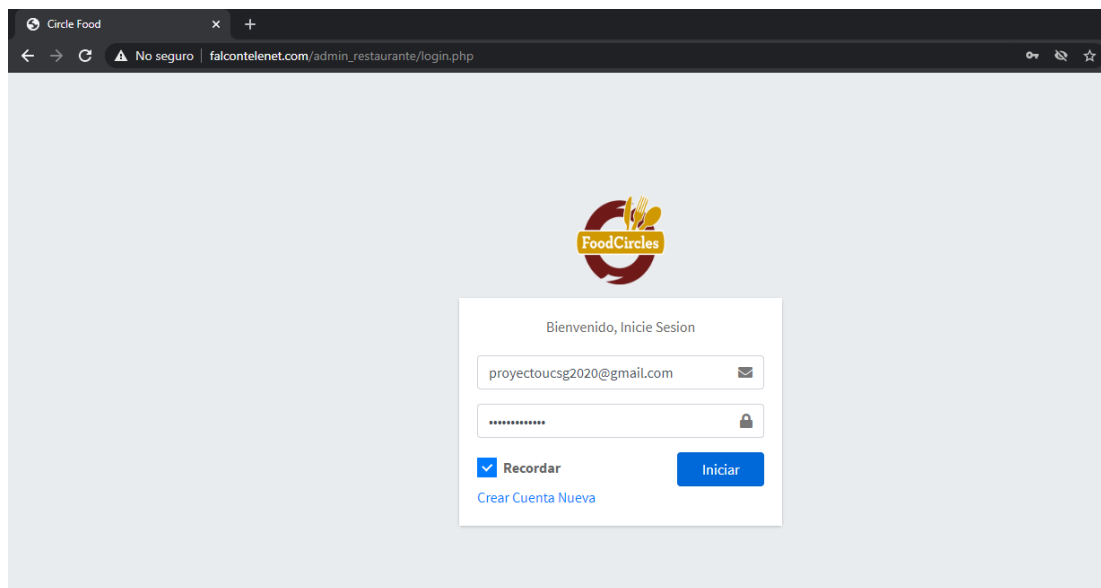 Circle Food
No seguro falcontelenet.com/admin_restaurante/login.php
FoodCircles
Bienvenido, Inicie Sesion
proyectoucsg2020@gmail.com
•••••••••••••
Recordar
Iniciar
Crear Cuenta Nueva